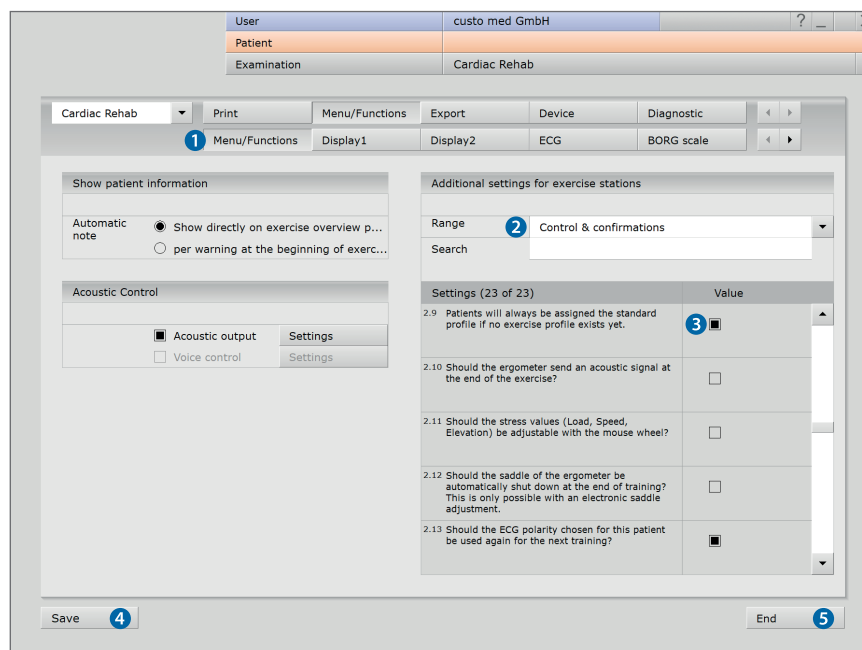 User custo med GmbH ? _
Patient
Examination Cardiac Rehab
Cardiac Rehab Print Menu/Functions Export Device Diagnostic
1 Menu/Functions Display1 Display2 ECG BORG scale
Show patient information
Automatic note
Show directly on exercise overview p...
per warning at the beginning of exerc...
Acoustic Control
Acoustic output Settings
Voice control Settings
Additional settings for exercise stations
Range 2 Control & confirmations
Search
Settings (23 of 23) Value
2.9 Patients will always be assigned the standard
profile if no exercise profile exists yet.
3
2.10 Should the ergometer send an acoustic signal at
the end of the exercise?
2.11 Should the stress values (Load, Speed,
Elevation) be adjustable with the mouse wheel?
2.12 Should the saddle of the ergometer be
automatically shut down at the end of training?
This is only possible with an electronic saddle
adjustment.
2.13 Should the ECG polarity chosen for this patient
be used again for the next training?
Save 4
End 5